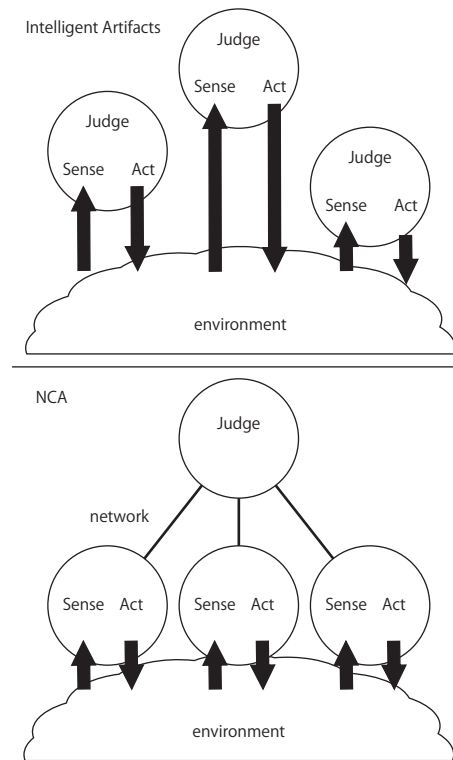 Intelligent Artifacts
Judge
Sense Act
Judge
Sense Act
Judge
Sense Act
environment
NCA
Judge
network
Sense Act
Sense Act
Sense Act
environment